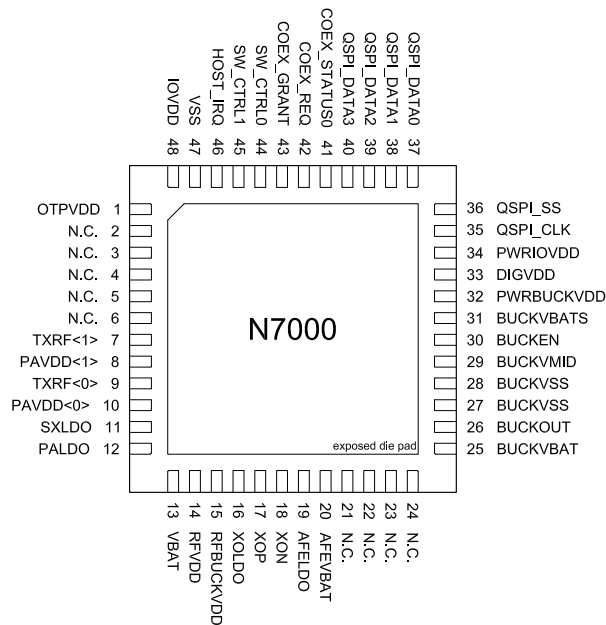 IOVDD 48
VSS 47
HOST_IRQ 46
SW_CTRL1 45
SW_CTRL0 44
COEX_GRANT 43
COEX_REQ 42
COEX_STATUS0 41
QSPI_DATA3 40
QSPI_DATA2 39
QSPI_DATA1 38
QSPI_DATA0 37
OTPVDD 1
N.C. 2
N.C. 3
N.C. 4
N.C. 5
N.C. 6
TXRF<1> 7
PAVDD<1> 8
TXRF<0> 9
PAVDD<0> 10
SXLDO 11
PALDO 12
N7000
exposed die pad
36 QSPI_SS
35 QSPI_CLK
34 PWRIOVDD
33 DIGVDD
32 PWRBUCKVDD
31 BUCKVBATS
30 BUCKEN
29 BUCKVMID
28 BUCKVSS
27 BUCKVSS
26 BUCKOUT
25 BUCKVBAT
13 VBAT
14 RFVDD
15 RFBUCKVDD
16 XOLDO
17 XOP
18 XON
19 AFELDO
20 AFEVBAT
21 N.C.
22 N.C.
23 N.C.
24 N.C.